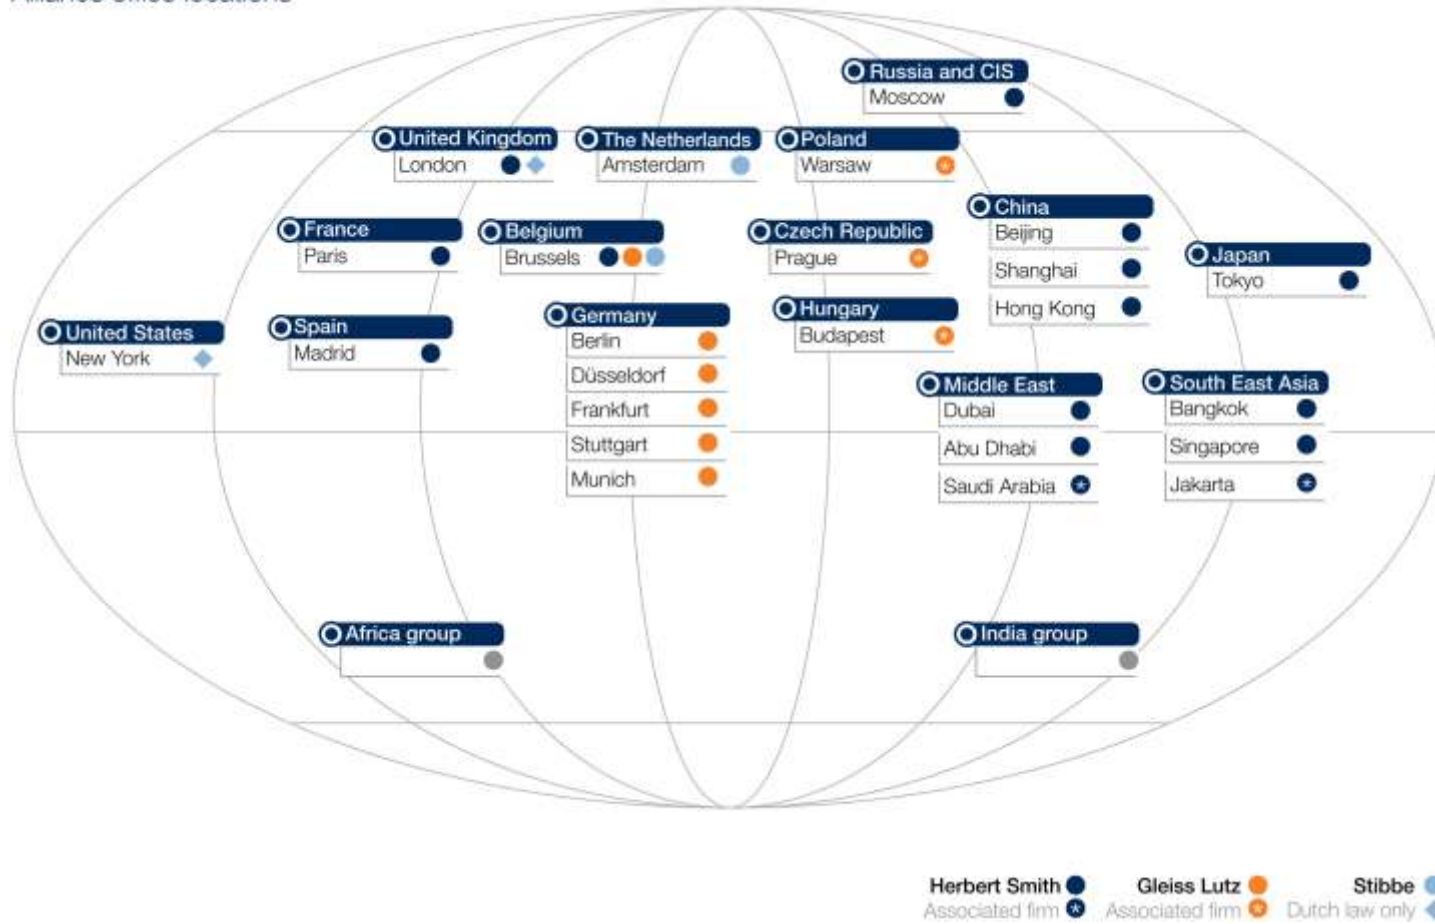 Alliance office locations
Russia and CIS
Moscow
United Kingdom
London
The Netherlands
Amsterdam
Poland
Warsaw
China
Beijing
Shanghai
Hong Kong
France
Paris
Belgium
Brussels
Czech Republic
Prague
Japan
Tokyo
United States
New York
Spain
Madrid
Germany
Berlin
Düsseldorf
Frankfurt
Stuttgart
Munich
Hungary
Budapest
Middle East
Dubai
Abu Dhabi
Saudi Arabia
South East Asia
Bangkok
Singapore
Jakarta
Africa group
India group
Herbert Smith
Associated firm
Gleiss Lutz
Associated firm
Stibbe
Dutch law only